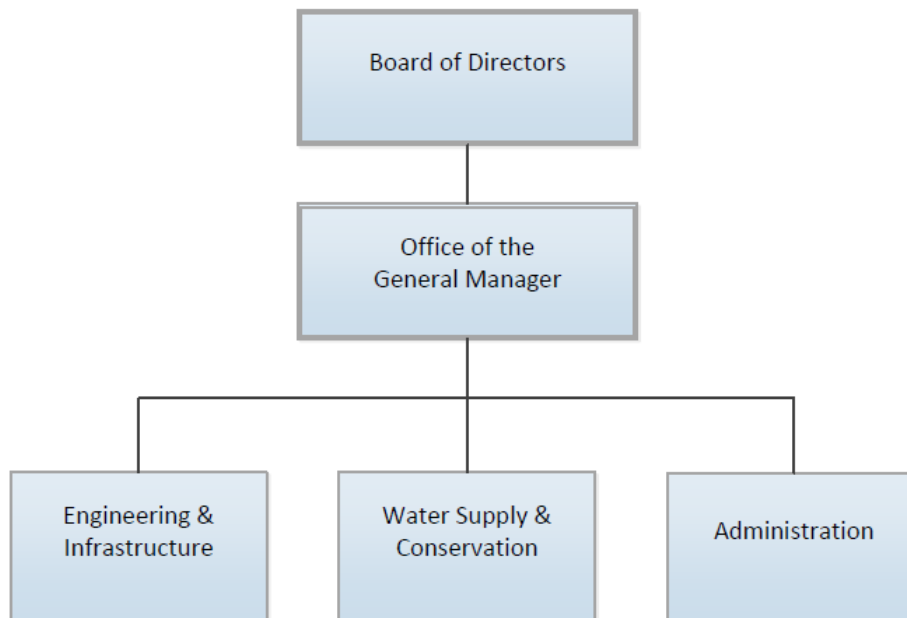 Board of Directors
Office of the
General Manager
Engineering &
Infrastructure
Water Supply &
Conservation
Administration